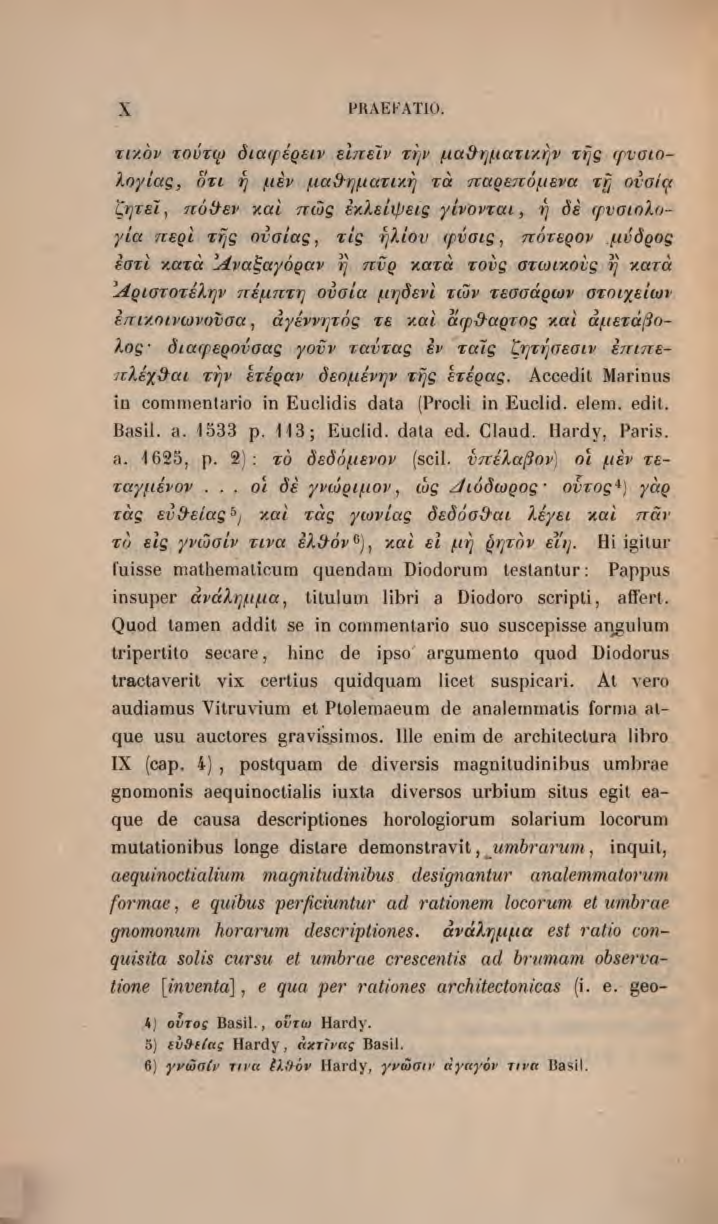 X PRAEFATIO.
τικὸν τούτῳ διαφέρειν εἰπεῖν τὴν μαθηματικὴν τῆς φυσιο-
λογίας, ὅτι ἡ μὲν μαθηματικὴ τὰ παρεπόμενα τῇ οὐσίᾳ
ζητεῖ, πόθεν καὶ πῶς ἐκλείψεις γίνονται, ἡ δὲ φυσιολο-
γία περὶ τῆς οὐσίας, τίς ἡλίου φύσις, πότερον μύδρος
ἐστὶ κατὰ Ἀναξαγόραν ἢ πῦρ κατὰ τοὺς στωικοὺς ἢ κατὰ
Ἀριστοτέλην πέμπτη οὐσία μηδενὶ τῶν τεσσάρων στοιχείων
ἐπικοινωνοῦσα, ἀγέννητός τε καὶ ἄφθαρτος καὶ ἀμετάβο-
λος· διαφερούσας γοῦν ταύτας ἐν ταῖς ζητήσεσιν ἐπιπε-
πλέχθαι τὴν ἑτέραν δεομένην τῆς ἑτέρας. Accedit Marinus
in commentario in Euclidis data (Procli in Euclid. elem. edit.
Basil. a. 1533 p. 113; Euclid. data ed. Claud. Hardy, Paris.
a. 1625, p. 2): τὸ δεδόμενον (scil. ὑπέλαβον) οἱ μὲν τε-
ταγμένον . . . οἱ δὲ γνώριμον, ὡς Διόδωρος· οὗτος 4) γὰρ
τὰς εὐθείας 5) καὶ τὰς γωνίας δεδόσθαι λέγει καὶ πᾶν
τὸ εἰς γνῶσίν τινα ἐλθόν 6), καὶ εἰ μὴ ῥητὸν εἴη. Hi igitur
fuisse mathematicum quendam Diodorum testantur: Pappus
insuper ἀνάλημμα, titulum libri a Diodoro scripti, affert.
Quod tamen addit se in commentario suo suscepisse angulum
tripertito secare, hinc de ipso argumento quod Diodorus
tractaverit vix certius quidquam licet suspicari. At vero
audiamus Vitruvium et Ptolemaeum de analemmatis forma at-
que usu auctores gravissimos. Ille enim de architectura libro
IX (cap. 4), postquam de diversis magnitudinibus umbrae
gnomonis aequinoctialis iuxta diversos urbium situs egit ea-
que de causa descriptiones horologiorum solarium locorum
mutationibus longe distare demonstravit, umbrarum, inquit,
aequinoctialium magnitudinibus designantur analemmatorum
formae, e quibus perficiuntur ad rationem locorum et umbrae
gnomonum horarum descriptiones. ἀνάλημμα est ratio con-
quisita solis cursu et umbrae crescentis ad brumam observa-
tione [inventa], e qua per rationes architectonicas (i. e. geo-
4) οὗτος Basil., οὕτω Hardy.
5) εὐθείας Hardy, ἀκτῖνας Basil.
6) γνῶσίν τινα ἐλθόν Hardy, γνῶσιν ἀγαγόν τινα Basil.